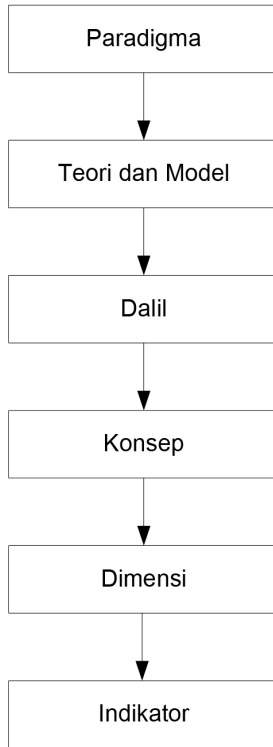 Paradigma
Teori dan Model
Dalil
Konsep
Dimensi
Indikator